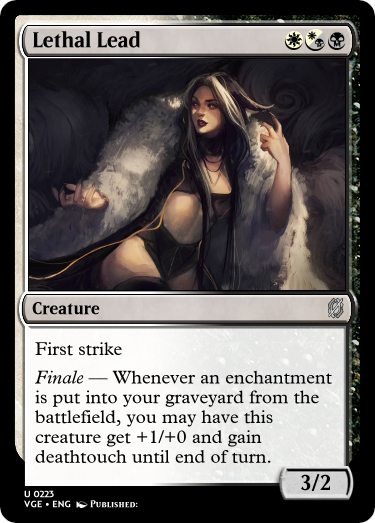 Lethal Lead
Creature
First strike
Finale — Whenever an enchantment
is put into your graveyard from the
battlefield, you may have this
creature get +1/+0 and gain
deathtouch until end of turn.
3/2
U 0223
VGE • ENG Published: